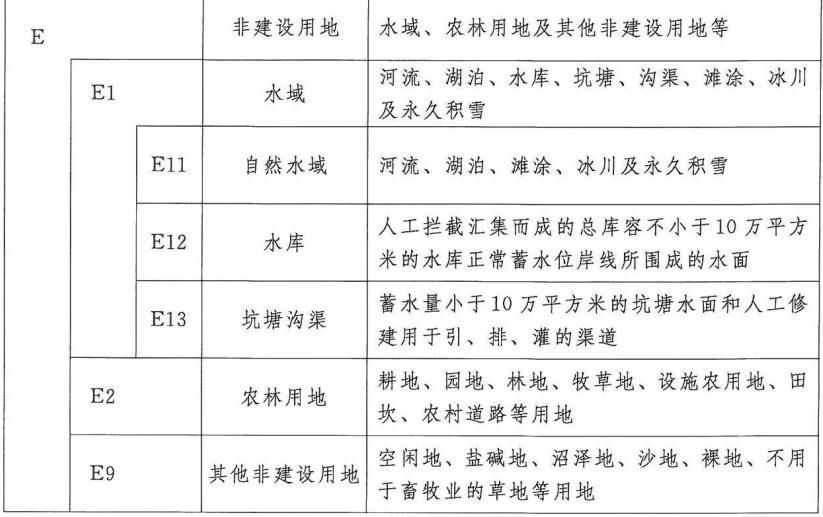 E 非建设用地 水域、农林用地及其他非建设用地等
E1 水域 河流、湖泊、水库、坑塘、沟渠、滩涂、冰川
及永久积雪
E11 自然水域 河流、湖泊、滩涂、冰川及永久积雪
E12 水库 人工拦截汇集而成的总库容不小于10万平方
米的水库正常蓄水位岸线所围成的水面
E13 坑塘沟渠 蓄水量小于10万平方米的坑塘水面和人工修
建用于引、排、灌的渠道
E2 农林用地 耕地、园地、林地、牧草地、设施农用地、田
坎、农村道路等用地
E9 其他非建设用地 空闲地、盐碱地、沼泽地、沙地、裸地、不用
于畜牧业的草地等用地